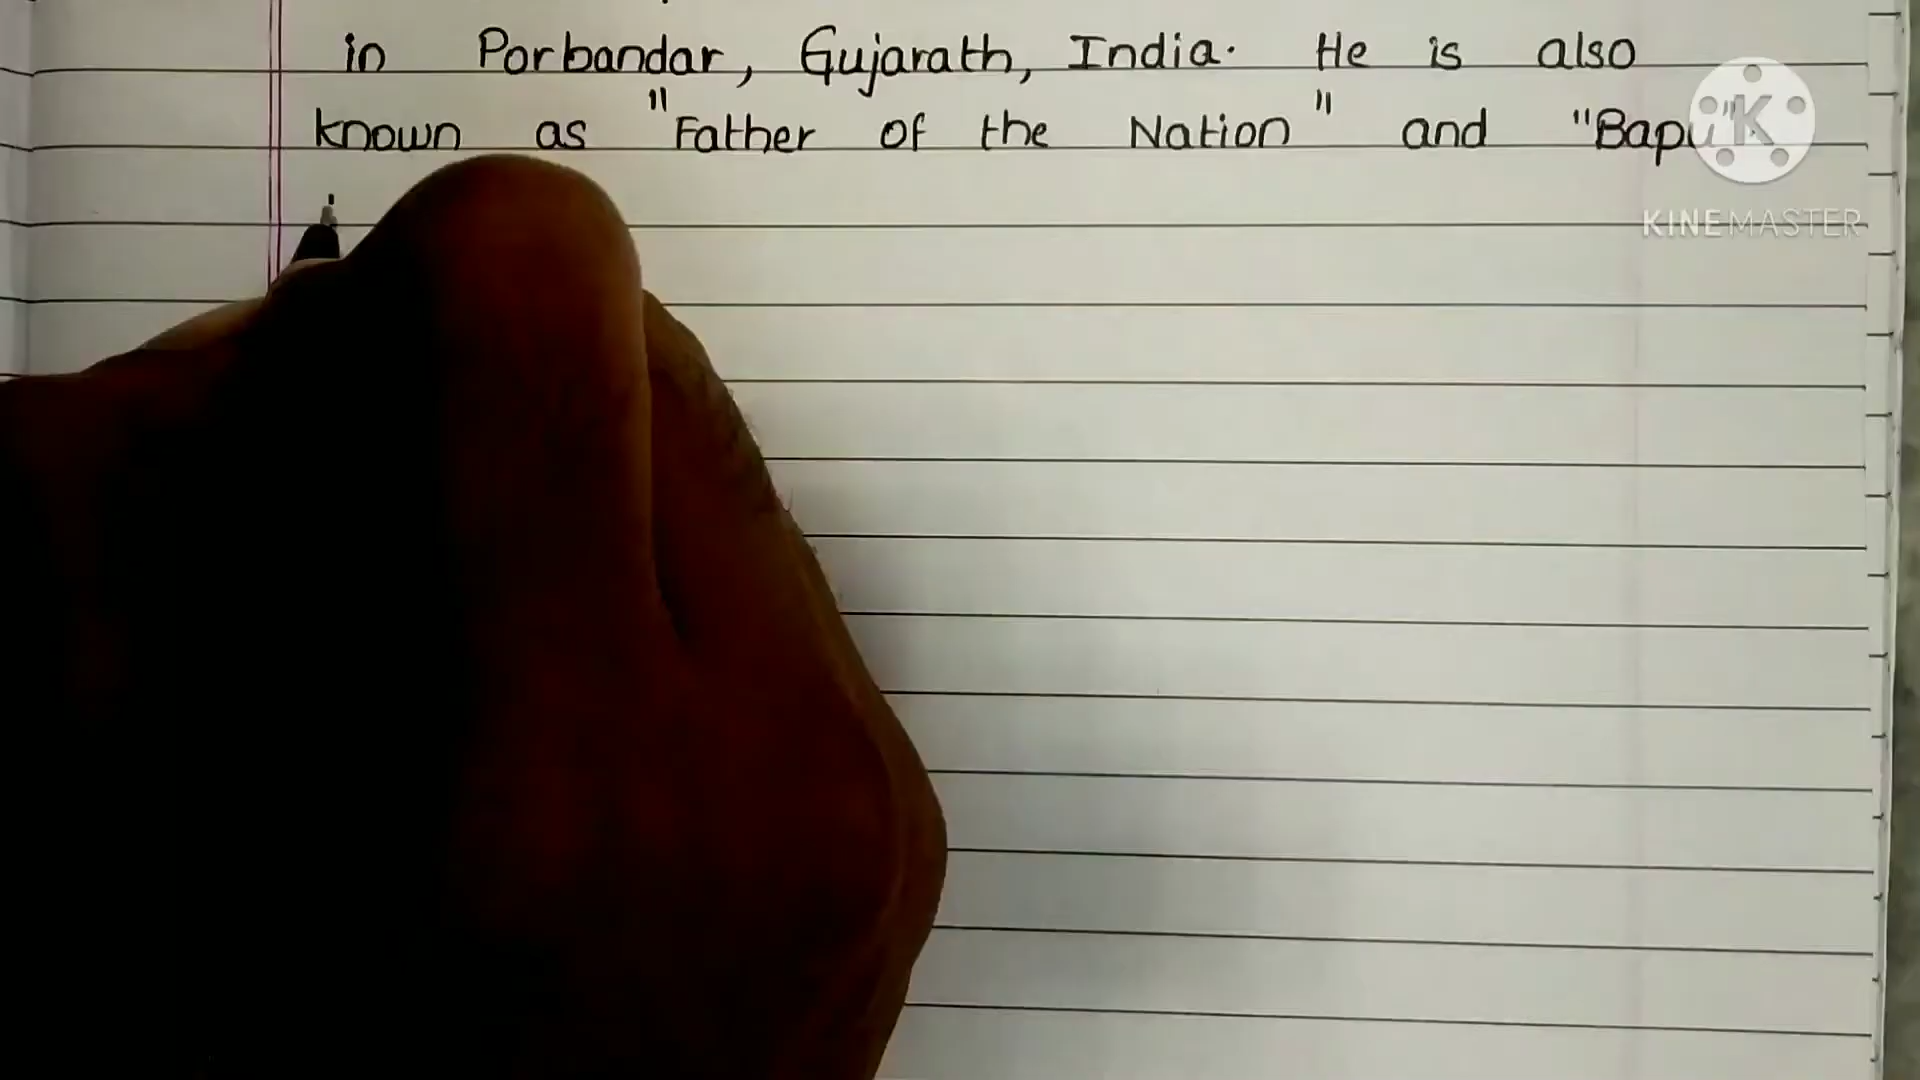 in Porbandar, Gujarath, India. He is also
known as "Father of the Nation" and "Bapu"
K
KINEMASTER